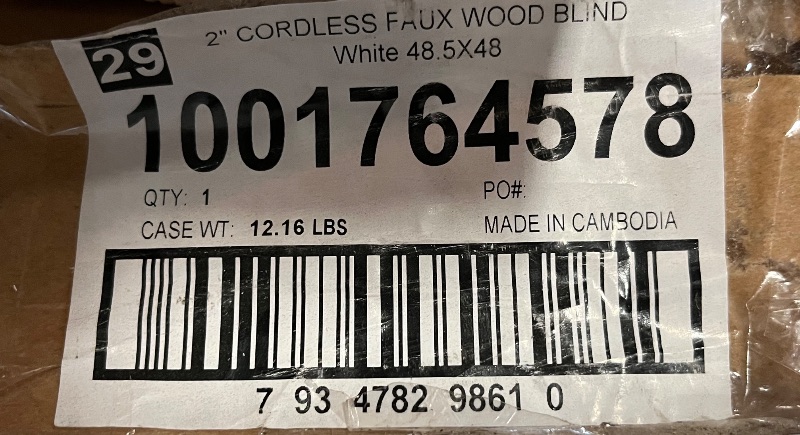 29
2" CORDLESS FAUX WOOD BLIND
White 48.5X48
1001764578
QTY: 1 PO#:
CASE WT: 12.16 LBS MADE IN CAMBODIA
7 93 4782 9861 0